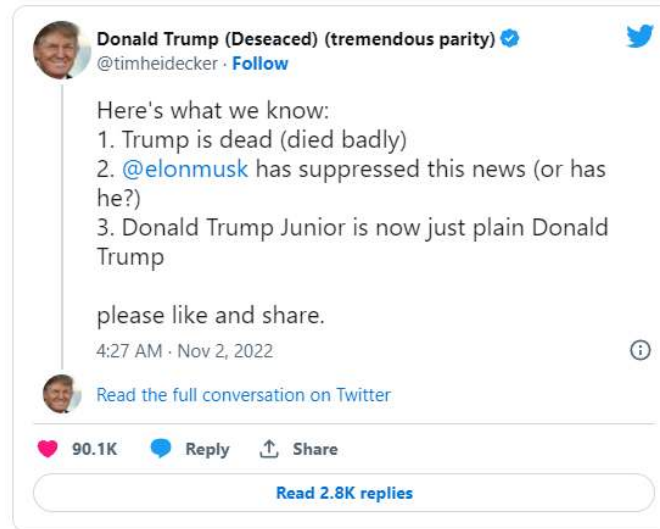 Donald Trump (Deseaced) (tremendous parity)
@timheidecker · Follow
Here's what we know:
1. Trump is dead (died badly)
2. @elonmusk has suppressed this news (or has
he?)
3. Donald Trump Junior is now just plain Donald
Trump
please like and share.
4:27 AM · Nov 2, 2022
Read the full conversation on Twitter
90.1K Reply Share
Read 2.8K replies